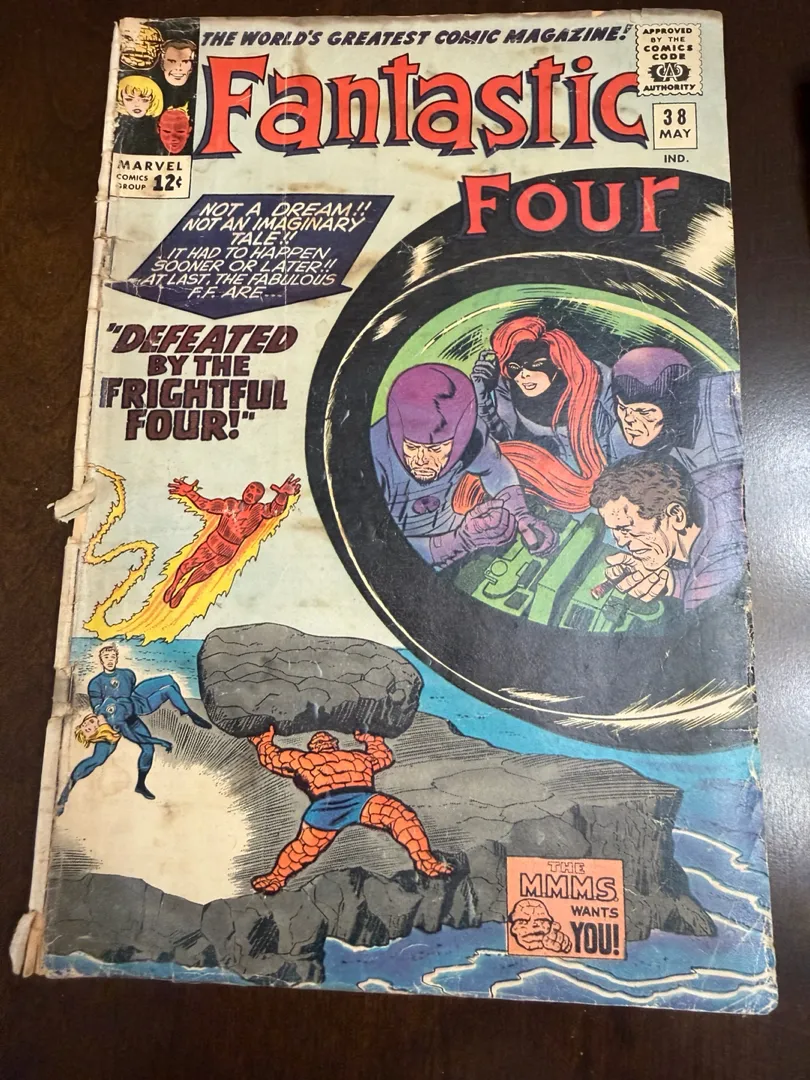 THE WORLD'S GREATEST COMIC MAGAZINE!
APPROVED
BY THE
COMICS
CODE
CA
AUTHORITY
Fantastic
Four
38
MAY
IND.
MARVEL
COMICS
GROUP 12¢
NOT A DREAM!!
NOT AN IMAGINARY
TALE!!
IT HAD TO HAPPEN
SOONER OR LATER!!
AT LAST, THE FABULOUS
F.F. ARE...
"DEFEATED
BY THE
FRIGHTFUL
FOUR!"
THE
M.M.M.S.
WANTS
YOU!